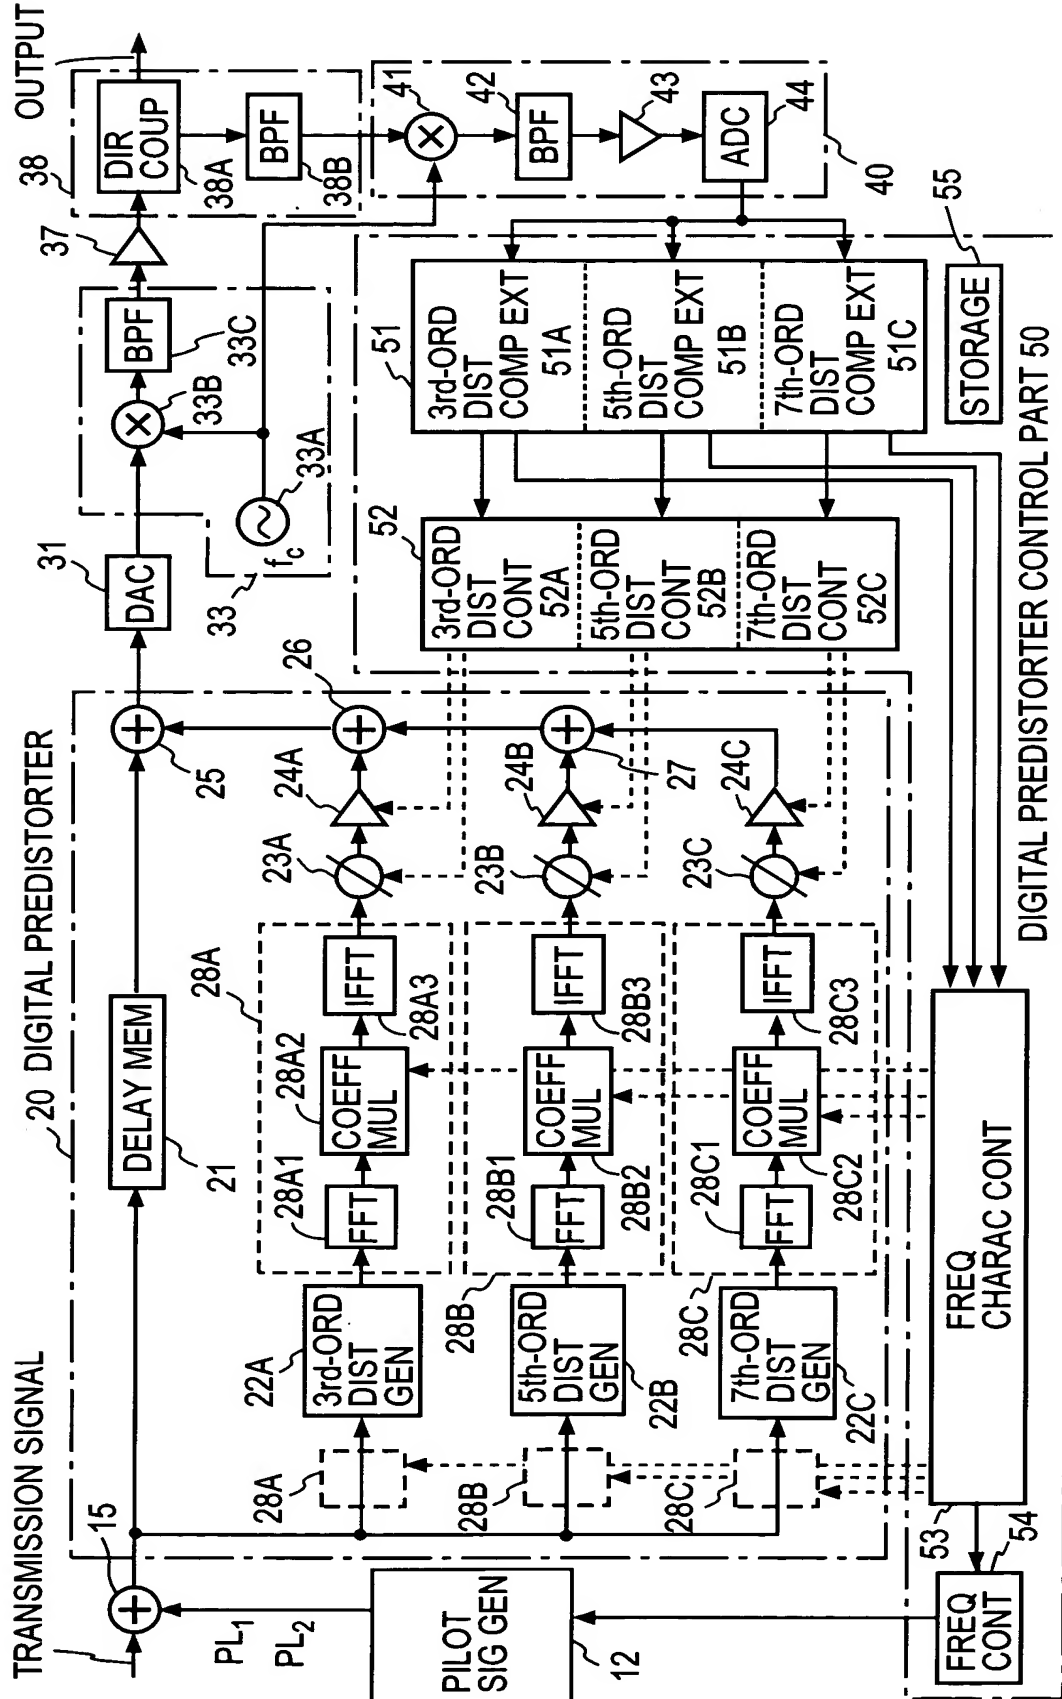 TRANSMISSION SIGNAL
15
PL1
PL2
PILOT
SIG GEN
12
20 DIGITAL PREDISTORTER
DELAY MEM
21
25
28A
22A
3rd-ORD
DIST
GEN
28A
28A1
FFT
28A2
COEFF
MUL
IFFT
28A3
23A
24A
26
28B
28B
5th-ORD
DIST
GEN
22B
28B1
FFT
COEFF
MUL
28B2
IFFT
28B3
23B
24B
27
28C
28C
7th-ORD
DIST
GEN
22C
28C1
FFT
COEFF
MUL
28C2
IFFT
28C3
23C
24C
31
DAC
33
fc
33A
33B
BPF
33C
37
38
DIR
COUP
38A
BPF
38B
OUTPUT
41
42
BPF
43
ADC
44
40
51
3rd-ORD
DIST
COMP EXT
51A
5th-ORD
DIST
COMP EXT
51B
7th-ORD
DIST
COMP EXT
51C
52
3rd-ORD
DIST
CONT
52A
5th-ORD
DIST
CONT
52B
7th-ORD
DIST
CONT
52C
55
STORAGE
DIGITAL PREDISTORTER CONTROL PART 50
FREQ
CHARAC CONT
53
54
FREQ
CONT